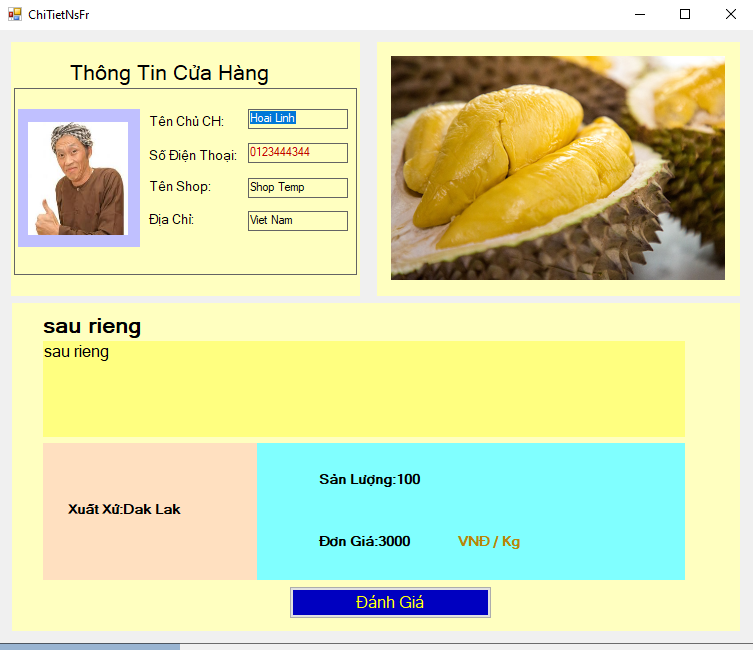 ChiTietNsFr
Thông Tin Cửa Hàng
Tên Chủ CH: Hoai Linh
Số Điện Thoại: 0123444344
Tên Shop: Shop Temp
Địa Chỉ: Viet Nam
sau rieng
sau rieng
Sản Lượng:100
Xuất Xứ:Dak Lak
Đơn Giá:3000 VNĐ / Kg
Đánh Giá